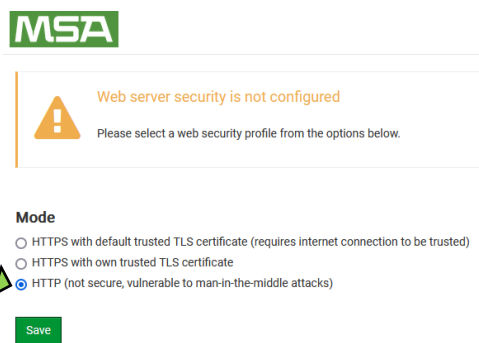 MSA
Web server security is not configured
Please select a web security profile from the options below.
Mode
HTTPS with default trusted TLS certificate (requires internet connection to be trusted)
HTTPS with own trusted TLS certificate
HTTP (not secure, vulnerable to man-in-the-middle attacks)
Save